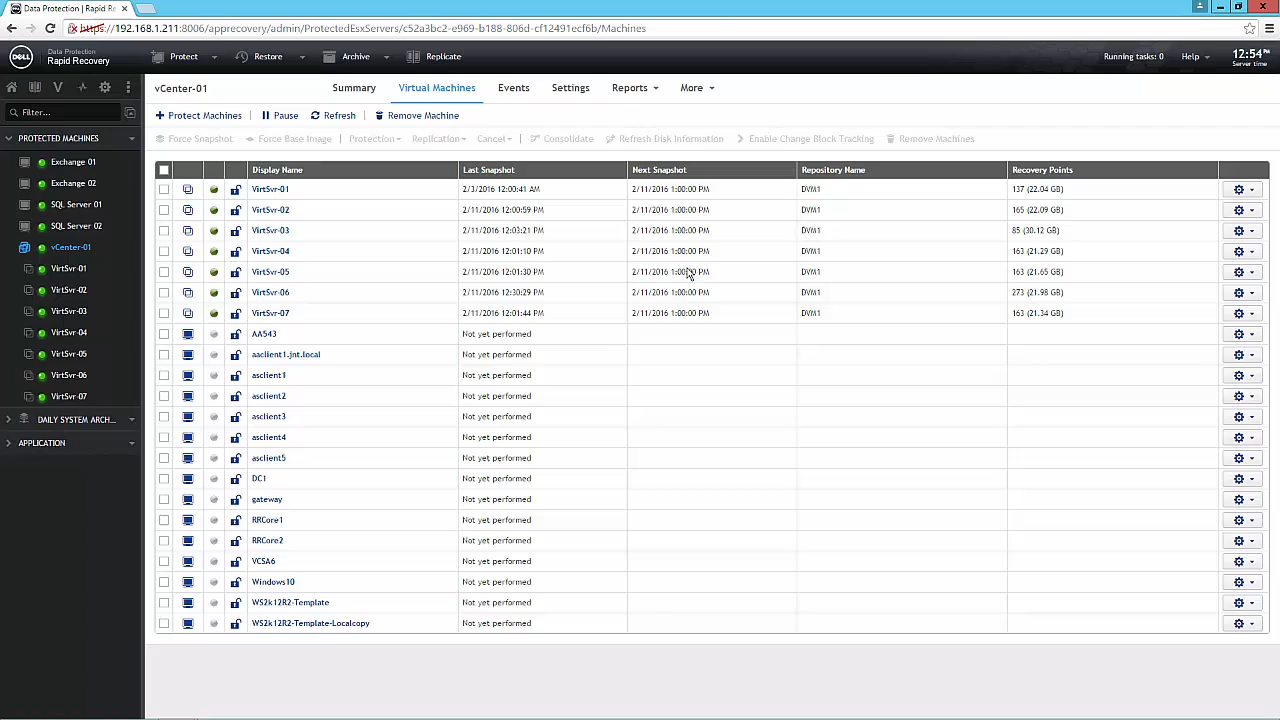 Data Protection | Rapid Re
https://192.168.1.211:8006/apprecovery/admin/ProtectedEsxServers/c52a3bc2-e969-b188-806d-cf12491ecf6b/Machines
DELL
Data Protection
Rapid Recovery
Protect
Restore
Archive
Replicate
Running tasks: 0
Help
12:54 PM
Server time
Filter...
PROTECTED MACHINES
Exchange 01
Exchange 02
SQL Server 01
SQL Server 02
vCenter-01
VirtSvr-01
VirtSvr-02
VirtSvr-03
VirtSvr-04
VirtSvr-05
VirtSvr-06
VirtSvr-07
DAILY SYSTEM ARCH...
APPLICATION
vCenter-01 Summary Virtual Machines Events Settings Reports More
Protect Machines Pause Refresh Remove Machine
Force Snapshot Force Base Image Protection Replication Cancel Consolidate Refresh Disk Information Enable Change Block Tracking Remove Machines
Display Name Last Snapshot Next Snapshot Repository Name Recovery Points
VirtSvr-01 2/3/2016 12:00:41 AM 2/11/2016 1:00:00 PM DVM1 137 (22.04 GB)
VirtSvr-02 2/11/2016 12:00:59 PM 2/11/2016 1:00:00 PM DVM1 165 (22.09 GB)
VirtSvr-03 2/11/2016 12:03:21 PM 2/11/2016 1:00:00 PM DVM1 85 (30.12 GB)
VirtSvr-04 2/11/2016 12:01:10 PM 2/11/2016 1:00:00 PM DVM1 163 (21.29 GB)
VirtSvr-05 2/11/2016 12:01:30 PM 2/11/2016 1:00:00 PM DVM1 163 (21.65 GB)
VirtSvr-06 2/11/2016 12:30:29 PM 2/11/2016 1:00:00 PM DVM1 273 (21.98 GB)
VirtSvr-07 2/11/2016 12:01:44 PM 2/11/2016 1:00:00 PM DVM1 163 (21.34 GB)
AA543 Not yet performed
aaclient1.jnt.local Not yet performed
asclient1 Not yet performed
asclient2 Not yet performed
asclient3 Not yet performed
asclient4 Not yet performed
asclient5 Not yet performed
DC1 Not yet performed
gateway Not yet performed
RRCore1 Not yet performed
RRCore2 Not yet performed
VCSA6 Not yet performed
Windows10 Not yet performed
WS2k12R2-Template Not yet performed
WS2k12R2-Template-Localcopy Not yet performed